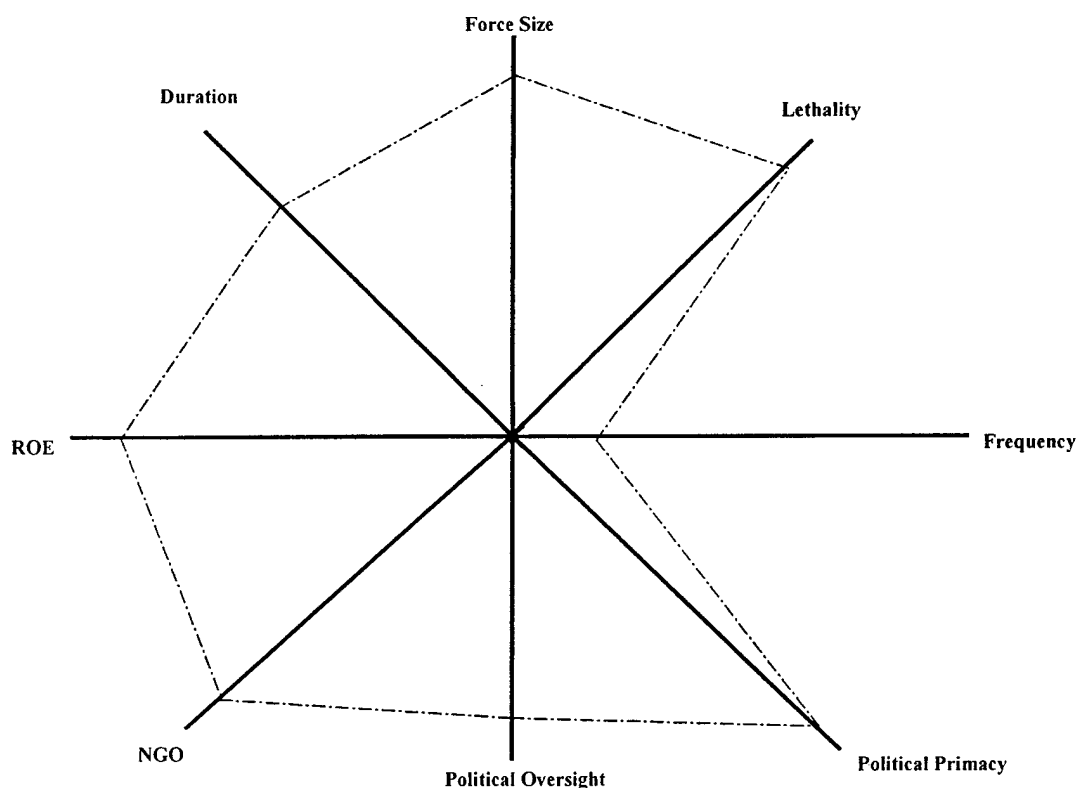 Force Size
Duration
Lethality
ROE
Frequency
NGO
Political Oversight
Political Primacy